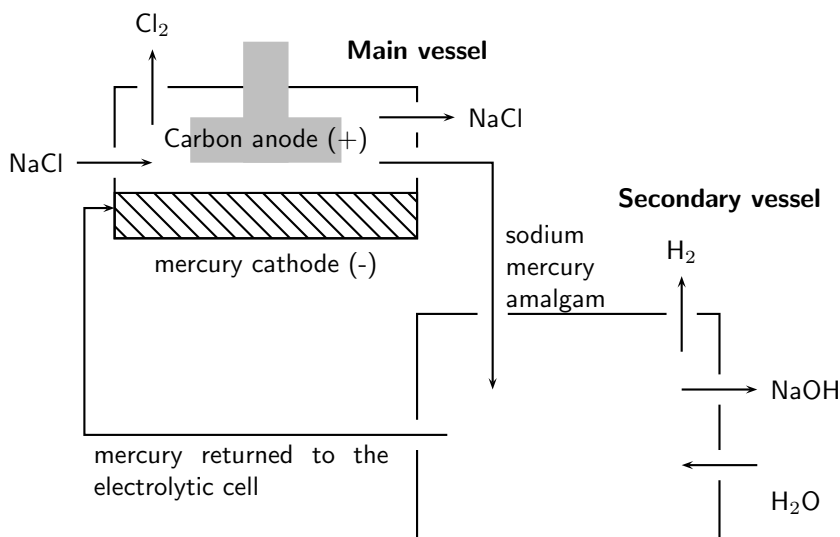 Cl₂
Main vessel
NaCl
Carbon anode (+)
NaCl
Secondary vessel
mercury cathode (-)
sodium
mercury
amalgam
H₂
NaOH
mercury returned to the
electrolytic cell
H₂O